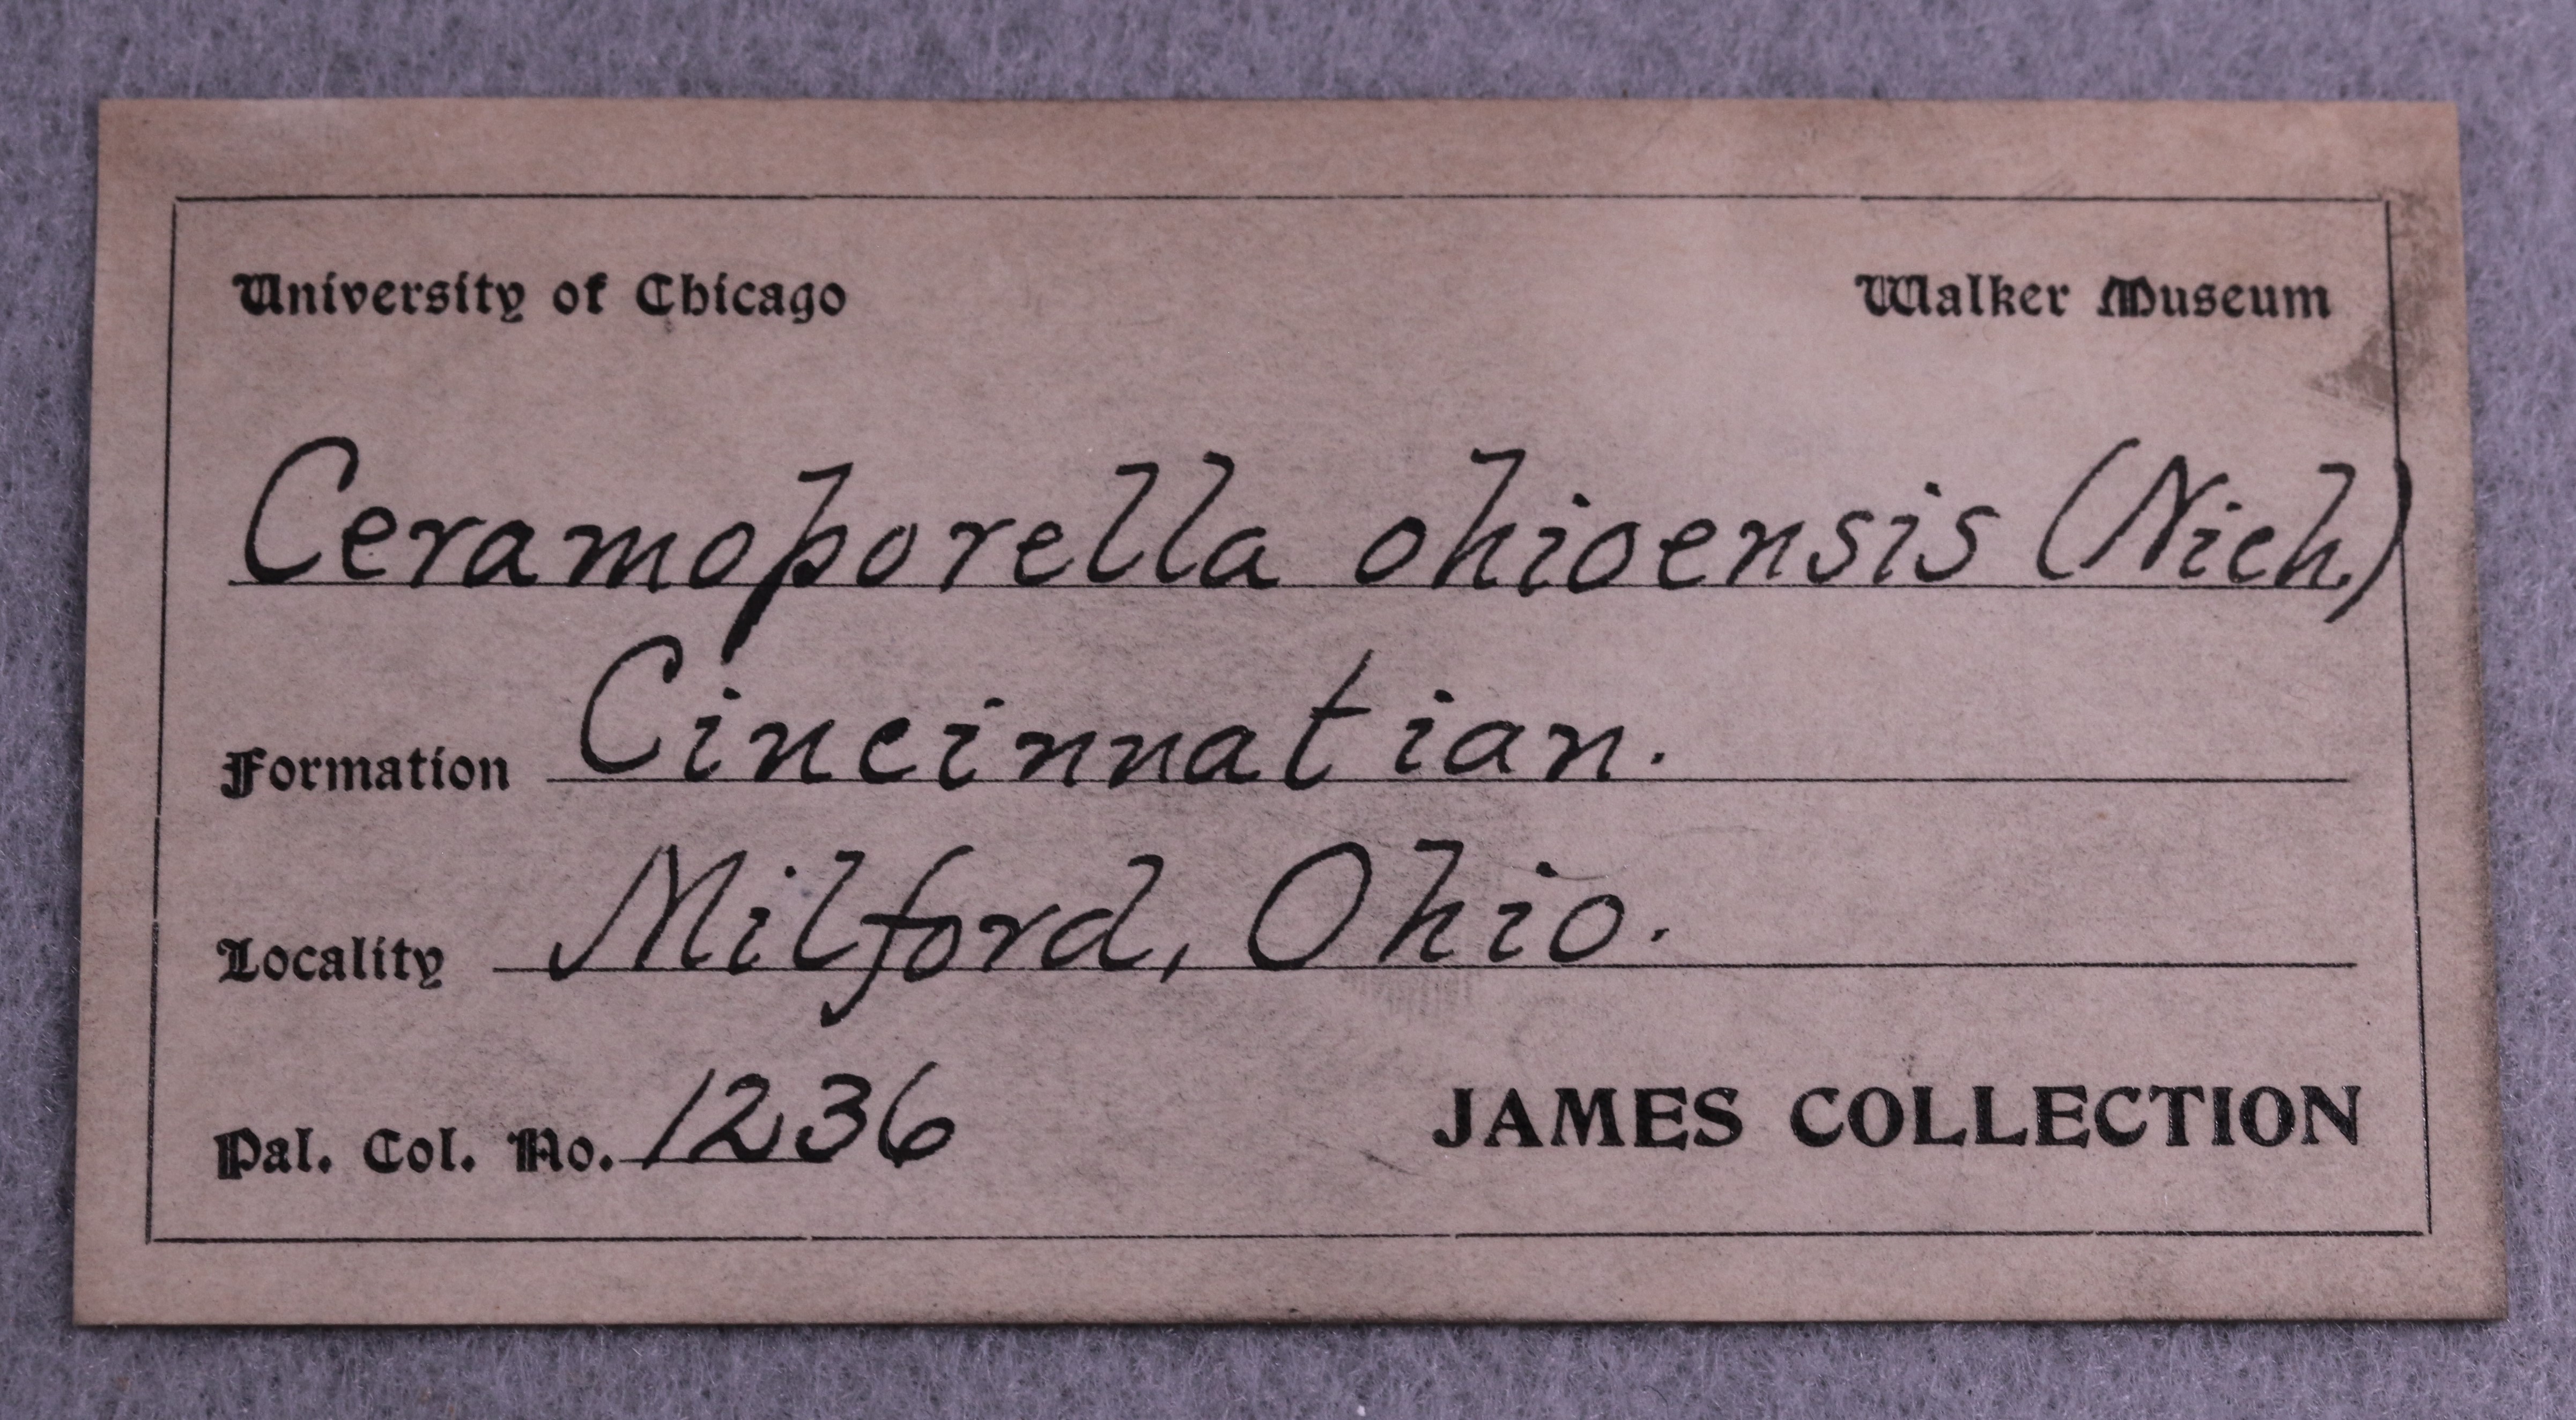 University of Chicago Walker Museum
Ceramoporella ohioensis (Nich.)
Formation Cincinnatian.
Locality Milford, Ohio.
Pal. Col. No. 1236 JAMES COLLECTION